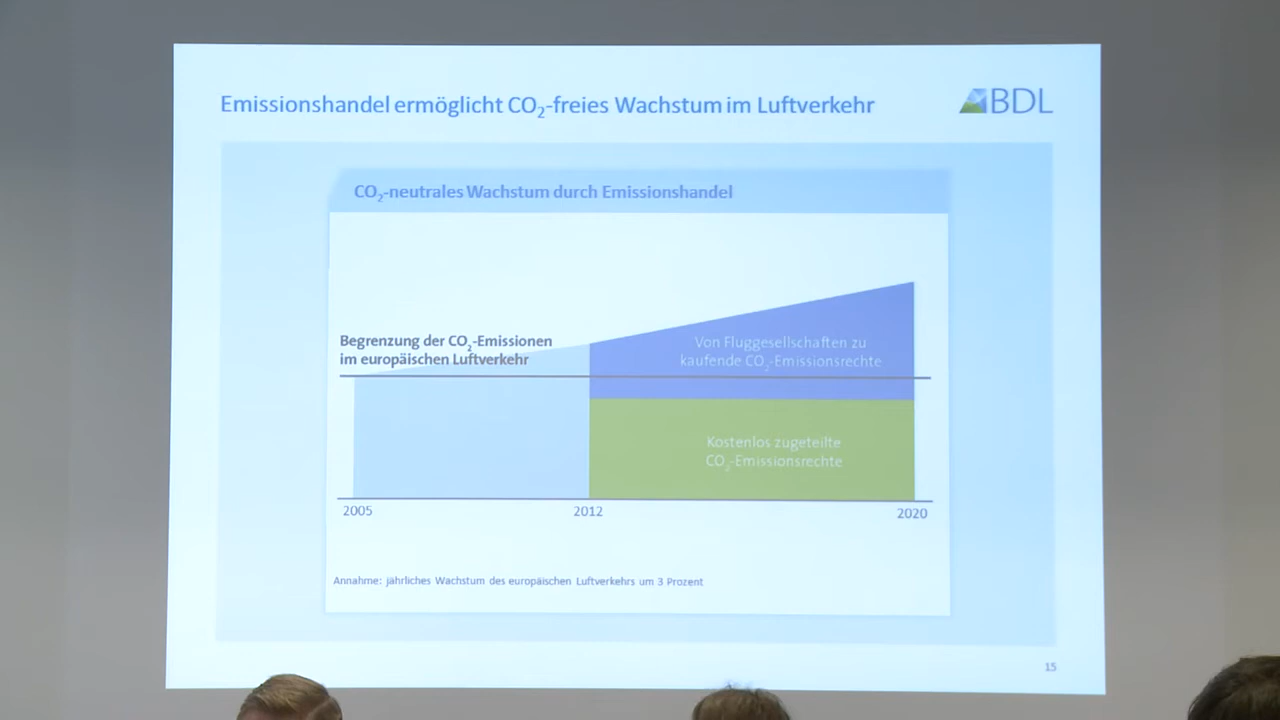 Emissionshandel ermöglicht CO₂-freies Wachstum im Luftverkehr
BDL
CO₂-neutrales Wachstum durch Emissionshandel
Begrenzung der CO₂-Emissionen
im europäischen Luftverkehr
Von Fluggesellschaften zu
kaufende CO₂-Emissionsrechte
Kostenlos zugeteilte
CO₂-Emissionsrechte
2005
2012
2020
Annahme: jährliches Wachstum des europäischen Luftverkehrs um 3 Prozent
15